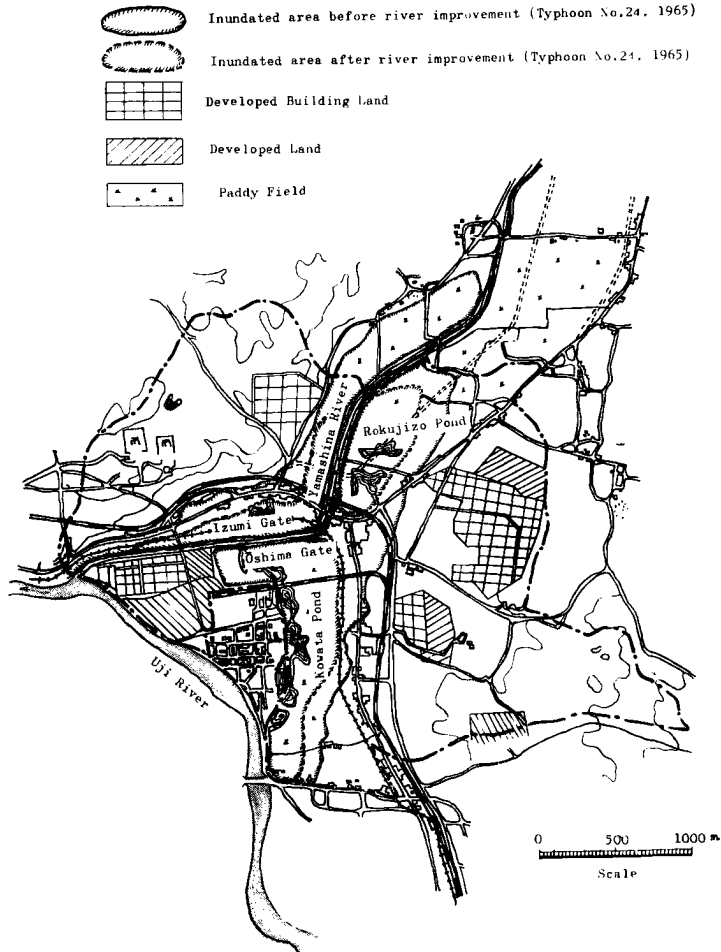 Inundated area before river improvement (Typhoon No.24, 1965)
Inundated area after river improvement (Typhoon No.24, 1965)
Developed Building Land
Developed Land
Paddy Field
Yamashina River
Rokujizo Pond
Izumi Gate
Oshima Gate
Kowata Pond
Uji River
0 500 1000 m
Scale